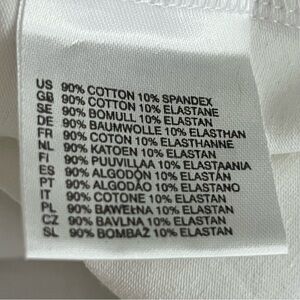 US 90% COTTON 10% SPANDEX
GB 90% COTTON 10% ELASTANE
SE 90% BOMULL 10% ELASTAN
DE 90% BAUMWOLLE 10% ELASTHAN
FR 90% COTON 10% ELASTHANNE
NL 90% KATOEN 10% ELASTAN
FI 90% PUUVILLAA 10% ELASTAANIA
ES 90% ALGODÓN 10% ELASTÁN
PT 90% ALGODÃO 10% ELASTANO
IT 90% COTONE 10% ELASTAN
PL 90% BAWEŁNA 10% ELASTAN
CZ 90% BAVLNA 10% ELASTAN
SL 90% BOMBAŽ 10% ELASTAN